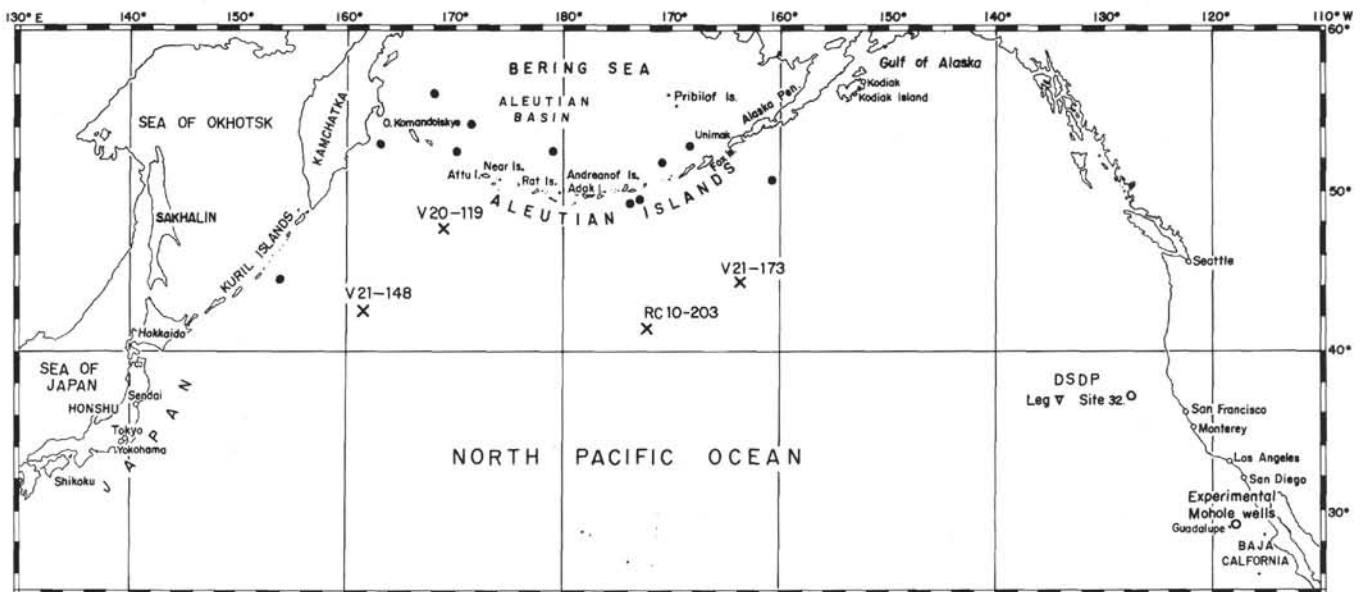 130° E
140°
150°
160°
170°
180°
170°
160°
150°
140°
130°
120°
110° W
60°
50°
40°
30°
BERING SEA
ALEUTIAN
BASIN
Pribilof Is.
Gulf of Alaska
Kodiak
Kodiak Island
Alaska Pen.
Unimak
Fox
SEA OF OKHOTSK
KAMCHATKA
O. Komandolskye
Near Is.
Attu I.
Rat Is.
Andreanof Is.
Adak I.
ALEUTIAN ISLANDS
SAKHALIN
KURIL ISLANDS
V20-119
V21-148
V21-173
RC10-203
Seattle
Hokkaido
SEA OF
JAPAN
HONSHU
Sendai
Tokyo
Yokohama
Shikoku
JAPAN
DSDP
Leg V Site 32
NORTH PACIFIC OCEAN
San Francisco
Monterey
Los Angeles
San Diego
Experimental
Mohole wells
Guadalupe
BAJA
CALFORNIA